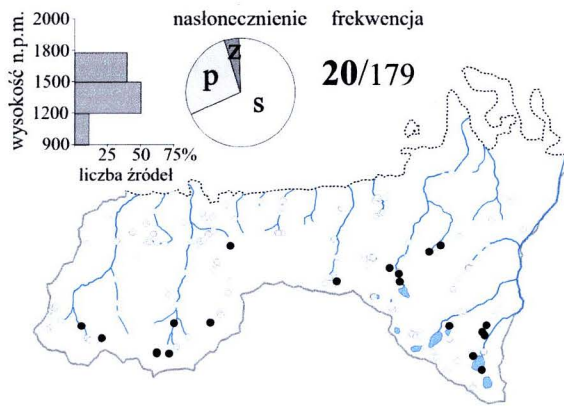 wysokość n.p.m.
2000
1800
1500
1200
900
25 50 75%
liczba źródeł
nasłonecznienie
z
p
s
frekwencja
20/179